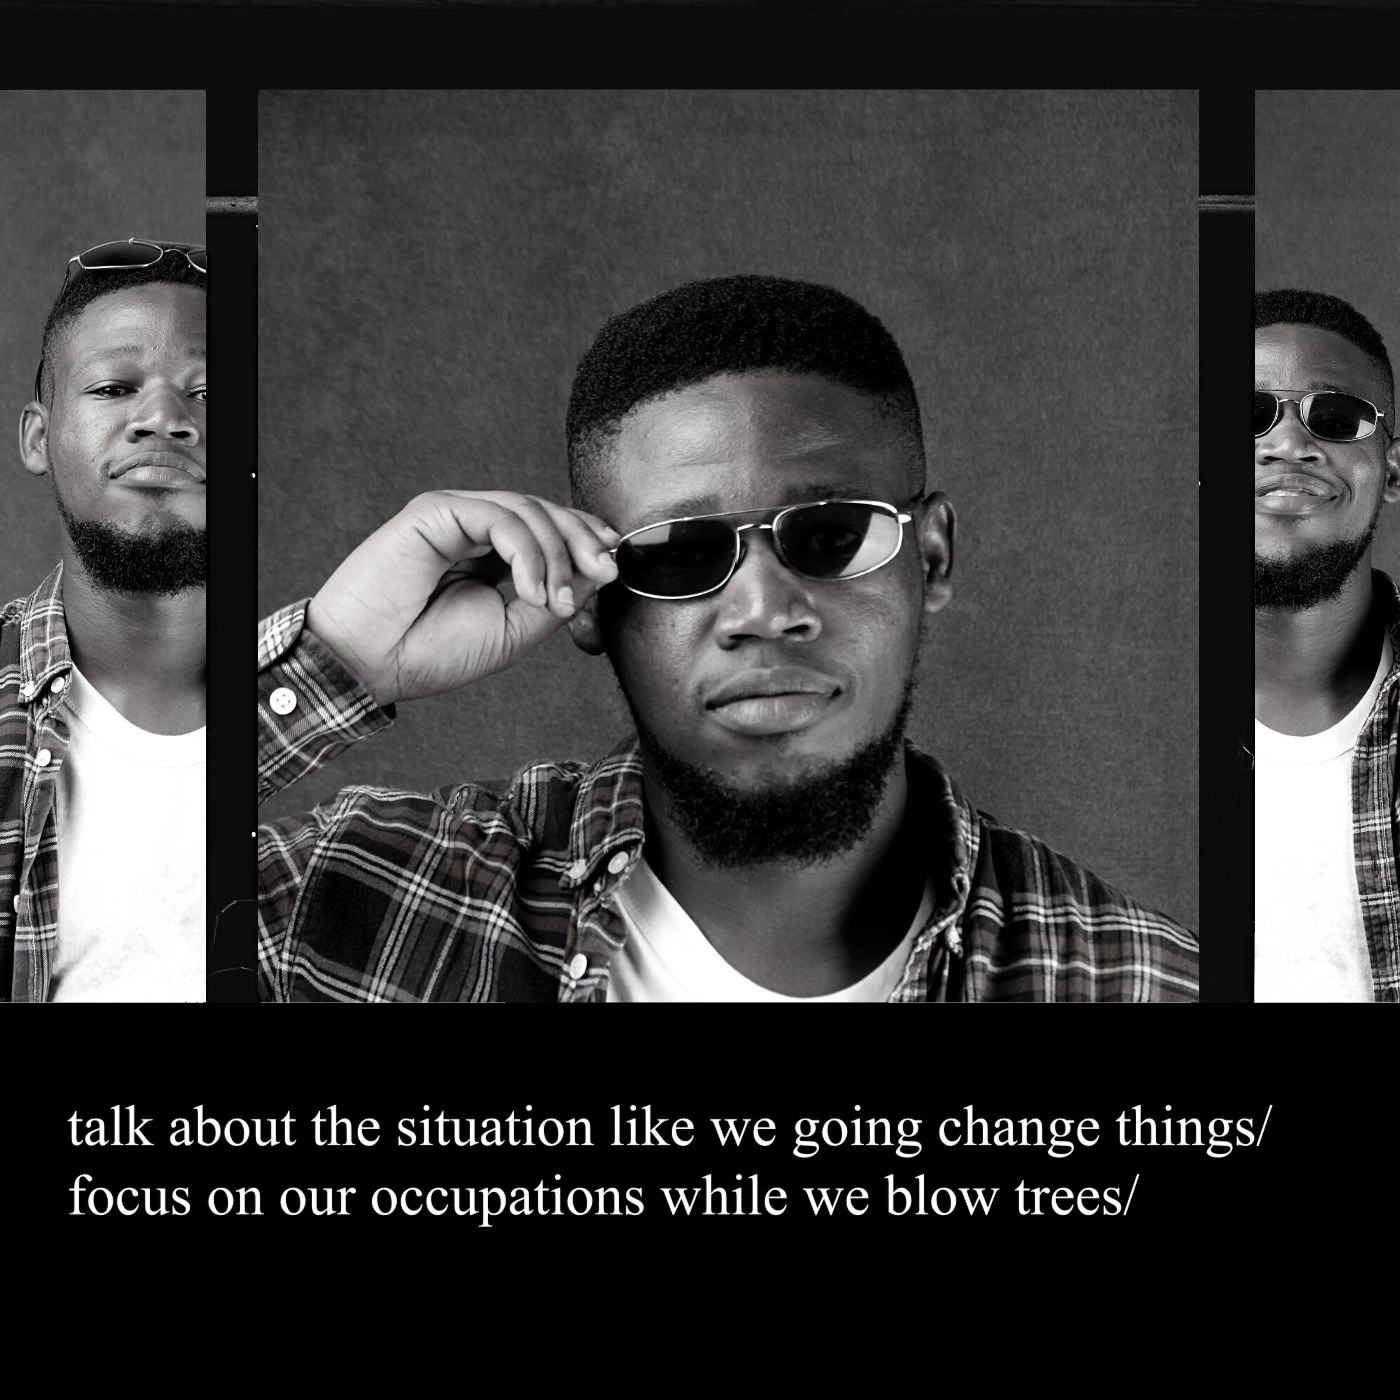 talk about the situation like we going change things/
focus on our occupations while we blow trees/